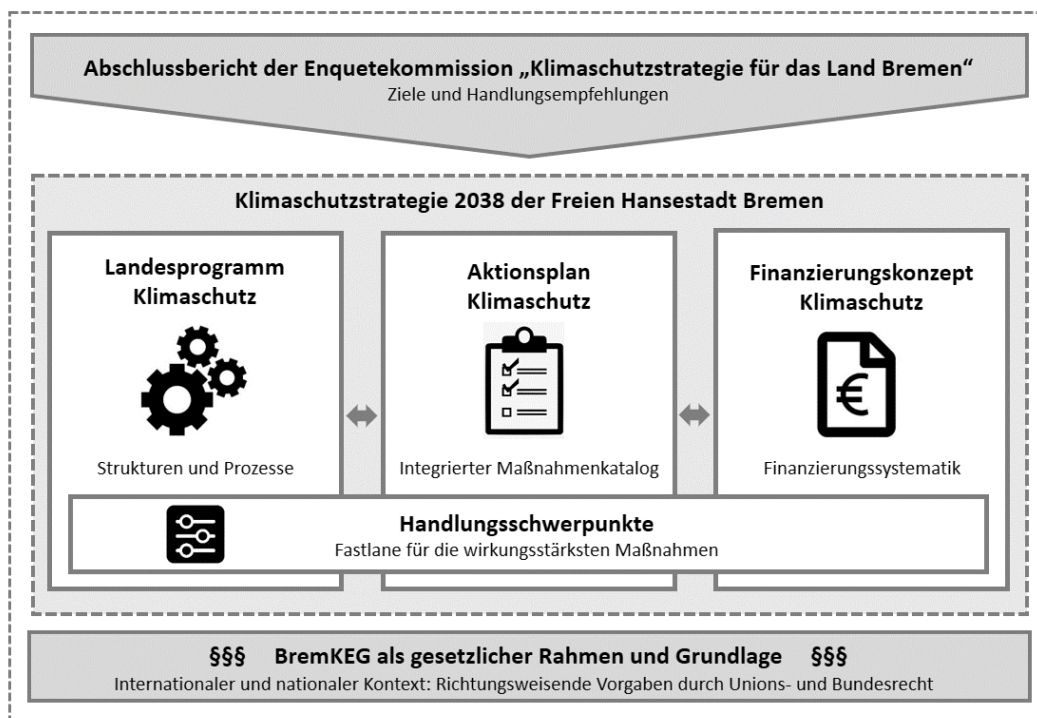 Abschlussbericht der Enquetekommission „Klimaschutzstrategie für das Land Bremen“
Ziele und Handlungsempfehlungen
Klimaschutzstrategie 2038 der Freien Hansestadt Bremen
Landesprogramm
Klimaschutz
Strukturen und Prozesse
Aktionsplan
Klimaschutz
Integrierter Maßnahmenkatalog
Finanzierungskonzept
Klimaschutz
€
Finanzierungssystematik
Handlungsschwerpunkte
Fastlane für die wirkungsstärksten Maßnahmen
§§§ BremKEG als gesetzlicher Rahmen und Grundlage §§§
Internationaler und nationaler Kontext: Richtungsweisende Vorgaben durch Unions- und Bundesrecht